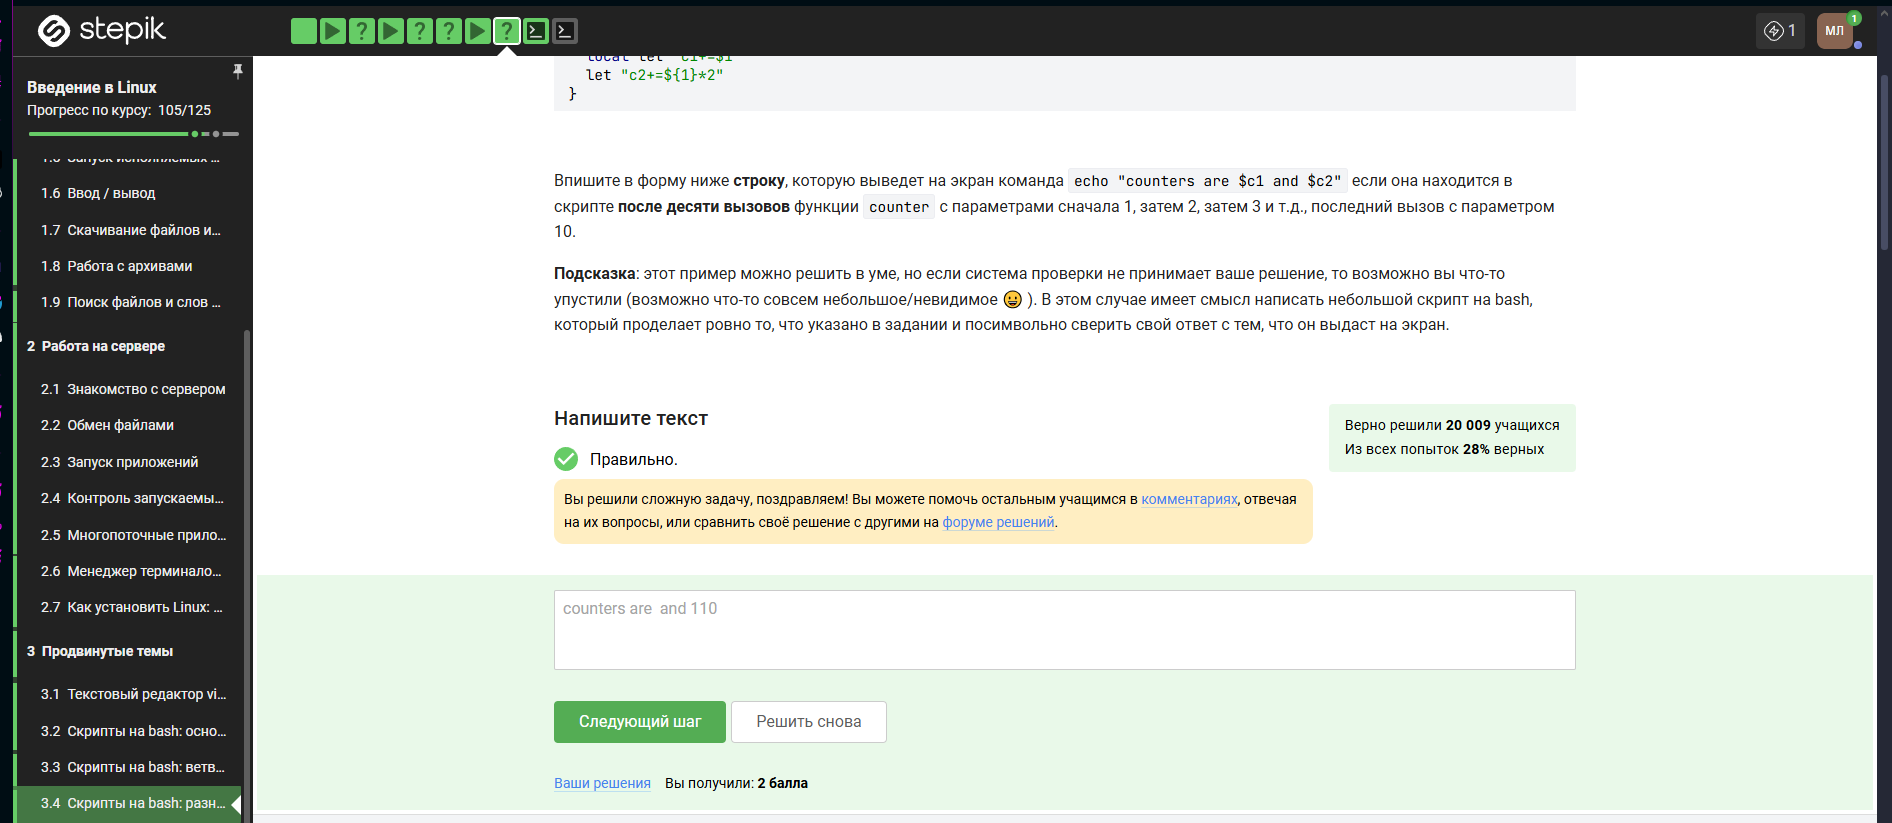 stepik
1
МЛ
1
Введение в Linux
Прогресс по курсу: 105/125
1.6 Ввод / вывод
1.7 Скачивание файлов и...
1.8 Работа с архивами
1.9 Поиск файлов и слов ...
2 Работа на сервере
2.1 Знакомство с сервером
2.2 Обмен файлами
2.3 Запуск приложений
2.4 Контроль запускаемы...
2.5 Многопоточные прило...
2.6 Менеджер терминало...
2.7 Как установить Linux: ...
3 Продвинутые темы
3.1 Текстовый редактор vi...
3.2 Скрипты на bash: осно...
3.3 Скрипты на bash: ветв...
3.4 Скрипты на bash: разн...
local let "c1+=$1"
let "c2+=${1}*2"
}
Впишите в форму ниже строку, которую выведет на экран команда echo "counters are $c1 and $c2" если она находится в
скрипте после десяти вызовов функции counter с параметрами сначала 1, затем 2, затем 3 и т.д., последний вызов с параметром
10.
Подсказка: этот пример можно решить в уме, но если система проверки не принимает ваше решение, то возможно вы что-то
упустили (возможно что-то совсем небольшое/невидимое 😀 ). В этом случае имеет смысл написать небольшой скрипт на bash,
который проделает ровно то, что указано в задании и посимвольно сверить свой ответ с тем, что он выдаст на экран.
Напишите текст
Верно решили 20 009 учащихся
Из всех попыток 28% верных
Правильно.
Вы решили сложную задачу, поздравляем! Вы можете помочь остальным учащимся в комментариях, отвечая
на их вопросы, или сравнить своё решение с другими на форуме решений.
counters are  and 110
Следующий шаг
Решить снова
Ваши решения Вы получили: 2 балла